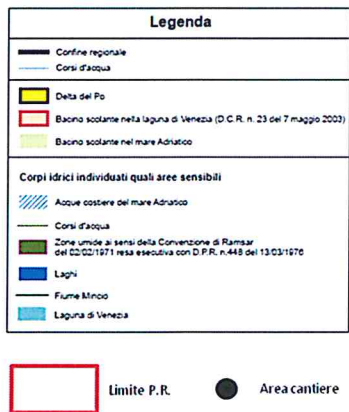 Legenda
Confine regionale
Corsi d'acqua
Delta del Po
Bacino scolante nella laguna di Venezia (D.C.R. n. 23 del 7 maggio 2003)
Bacino scolante nel mare Adriatico
Corpi idrici individuati quali aree sensibili
Acque costiere del mare Adriatico
Corsi d'acqua
Zone umide ai sensi della Convenzione di Ramsar
del 02/02/1971 resa esecutiva con D.P.R. n.448 del 13/03/1976
Laghi
Fiume Mincio
Laguna di Venezia
Limite P.R.
Area cantiere